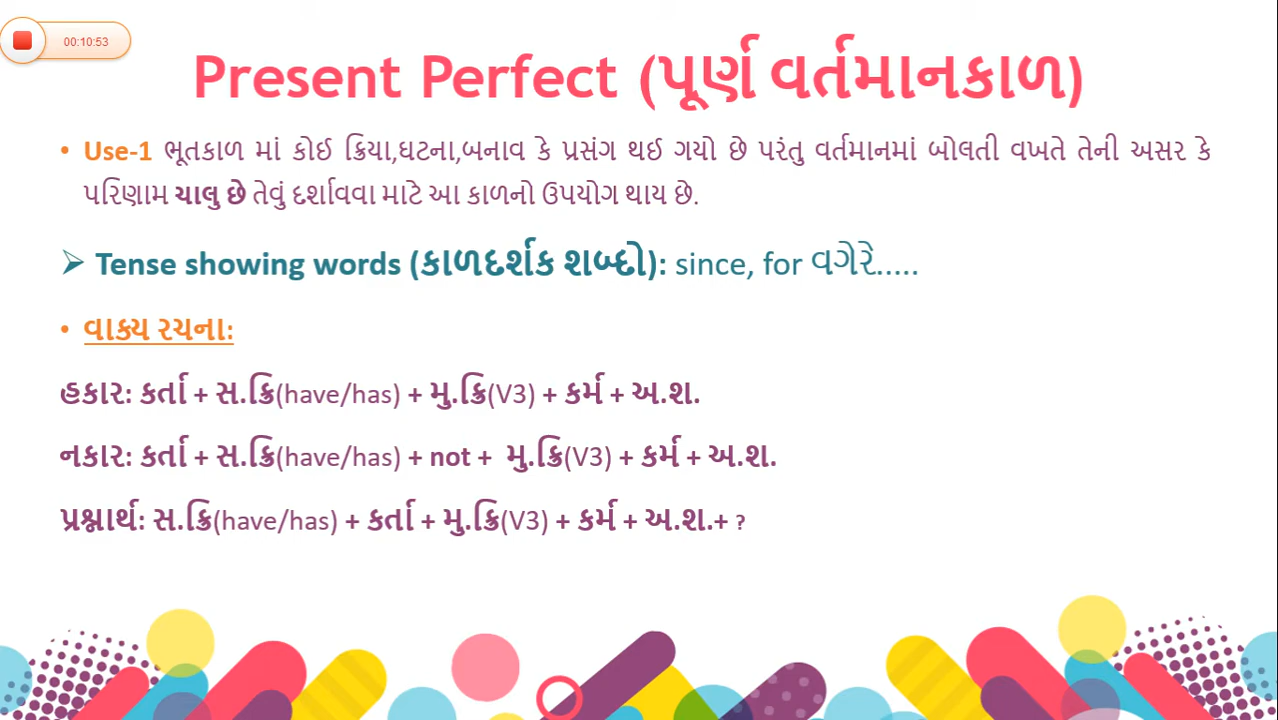 00:10:53
Present Perfect (પૂર્ણ વર્તમાનકાળ)
• Use-1 ભૂતકાળ માં કોઈ ક્રિયા,ઘટના,બનાવ કે પ્રસંગ થઈ ગયો છે પરંતુ વર્તમાનમાં બોલતી વખતે તેની અસર કે
પરિણામ ચાલુ છે તેવું દર્શાવવા માટે આ કાળનો ઉપયોગ થાય છે.
➢ Tense showing words (કાળદર્શક શબ્દો): since, for વગેરે.....
• વાક્ય રચના:
હકાર: કર્તા + સ.ક્રિ(have/has) + મુ.ક્રિ(V3) + કર્મ + અ.શ.
નકાર: કર્તા + સ.ક્રિ(have/has) + not + મુ.ક્રિ(V3) + કર્મ + અ.શ.
પ્રશ્નાર્થ: સ.ક્રિ(have/has) + કર્તા + મુ.ક્રિ(V3) + કર્મ + અ.શ.+ ?